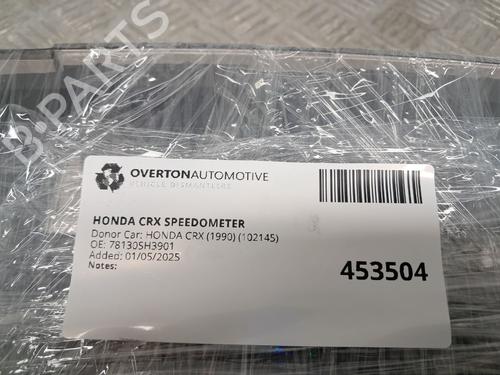 B-PARTS
OVERTONAUTOMOTIVE
VEHICLE DISMANTLERS
HONDA CRX SPEEDOMETER
Donor Car: HONDA CRX (1990) (102145)
OE: 78130SH3901
Added: 01/05/2025
Notes:
453504